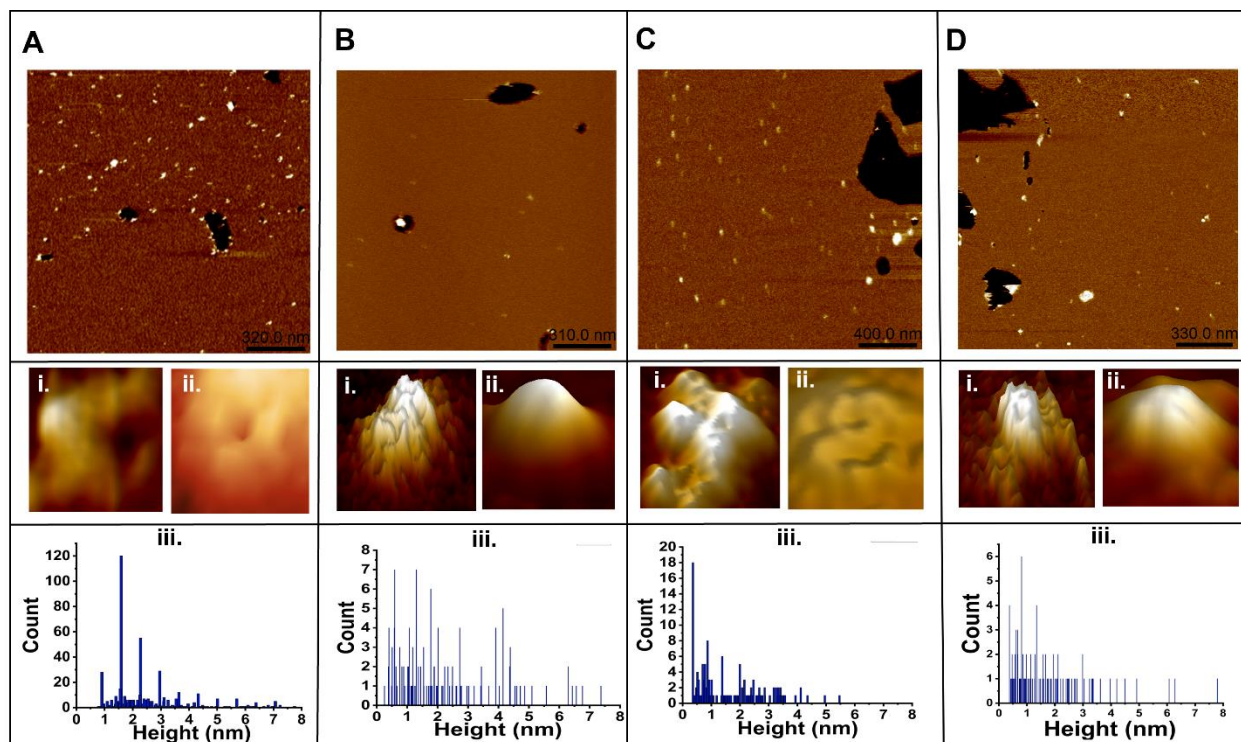 A
B
C
D
320.0 nm
310.0 nm
400.0 nm
330.0 nm
i.
ii.
i.
ii.
i.
ii.
i.
ii.
iii.
120
100
80
60
40
20
0
Count
0 1 2 3 4 5 6 7 8
Height (nm)
iii.
8
7
6
5
4
3
2
1
0
Count
0 1 2 3 4 5 6 7 8
Height (nm)
iii.
20
18
16
14
12
10
8
6
4
2
0
Count
0 1 2 3 4 5 6 7 8
Height (nm)
iii.
6
5
4
3
2
1
0
Count
0 1 2 3 4 5 6 7 8
Height (nm)